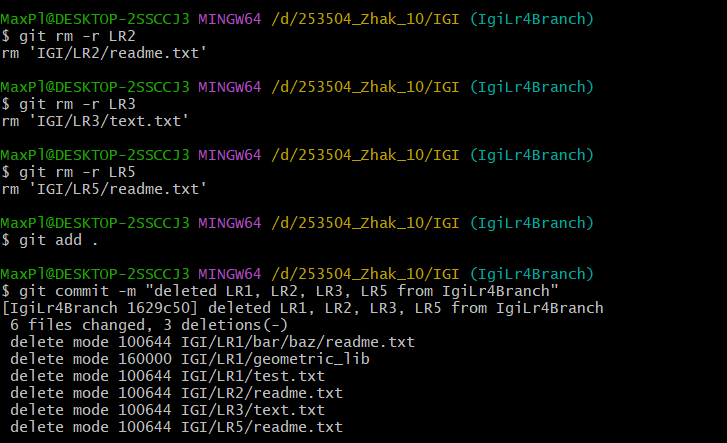 MaxPl@DESKTOP-2SSCCJ3 MINGW64 /d/253504_Zhak_10/IGI (IgiLr4Branch)
$ git rm -r LR2
rm 'IGI/LR2/readme.txt'
MaxPl@DESKTOP-2SSCCJ3 MINGW64 /d/253504_Zhak_10/IGI (IgiLr4Branch)
$ git rm -r LR3
rm 'IGI/LR3/text.txt'
MaxPl@DESKTOP-2SSCCJ3 MINGW64 /d/253504_Zhak_10/IGI (IgiLr4Branch)
$ git rm -r LR5
rm 'IGI/LR5/readme.txt'
MaxPl@DESKTOP-2SSCCJ3 MINGW64 /d/253504_Zhak_10/IGI (IgiLr4Branch)
$ git add .
MaxPl@DESKTOP-2SSCCJ3 MINGW64 /d/253504_Zhak_10/IGI (IgiLr4Branch)
$ git commit -m "deleted LR1, LR2, LR3, LR5 from IgiLr4Branch"
[IgiLr4Branch 1629c50] deleted LR1, LR2, LR3, LR5 from IgiLr4Branch
 6 files changed, 3 deletions(-)
 delete mode 100644 IGI/LR1/bar/baz/readme.txt
 delete mode 160000 IGI/LR1/geometric_lib
 delete mode 100644 IGI/LR1/test.txt
 delete mode 100644 IGI/LR2/readme.txt
 delete mode 100644 IGI/LR3/text.txt
 delete mode 100644 IGI/LR5/readme.txt